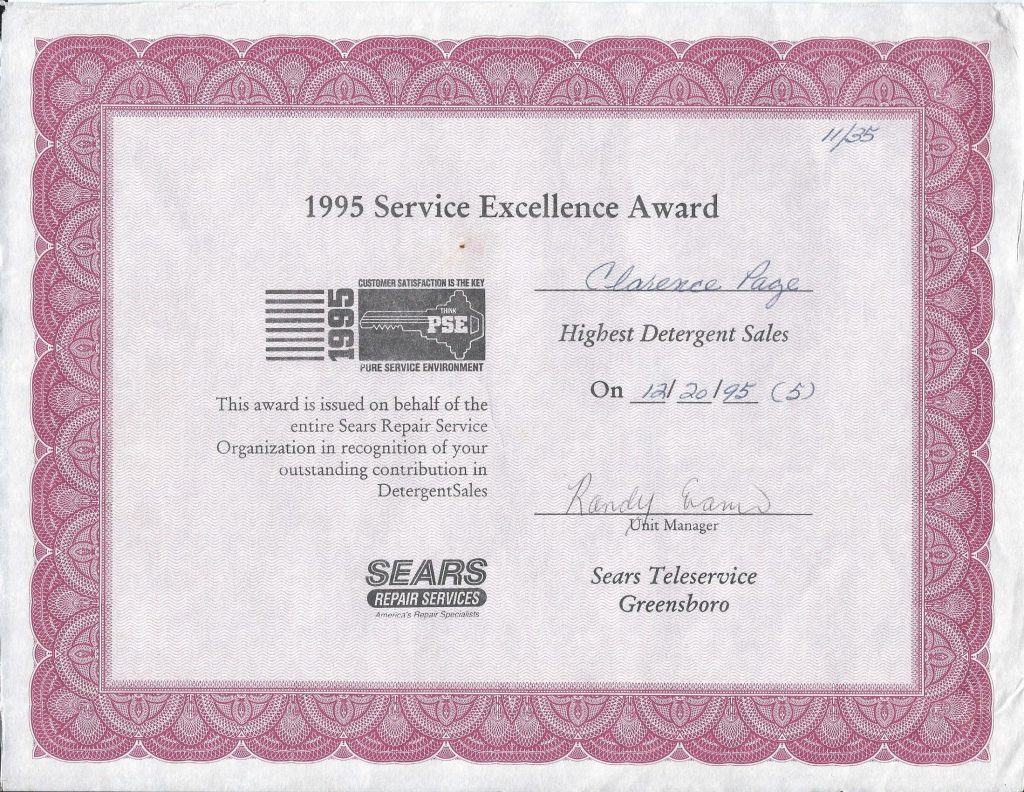 11/35
1995 Service Excellence Award
CUSTOMER SATISFACTION IS THE KEY
1995
THINK
PSE
PURE SERVICE ENVIRONMENT
This award is issued on behalf of the
entire Sears Repair Service
Organization in recognition of your
outstanding contribution in
DetergentSales
SEARS
REPAIR SERVICES
America's Repair Specialists
Clarence Page
Highest Detergent Sales
On 12/20/95 (5)
Randy Evans
Unit Manager
Sears Teleservice
Greensboro